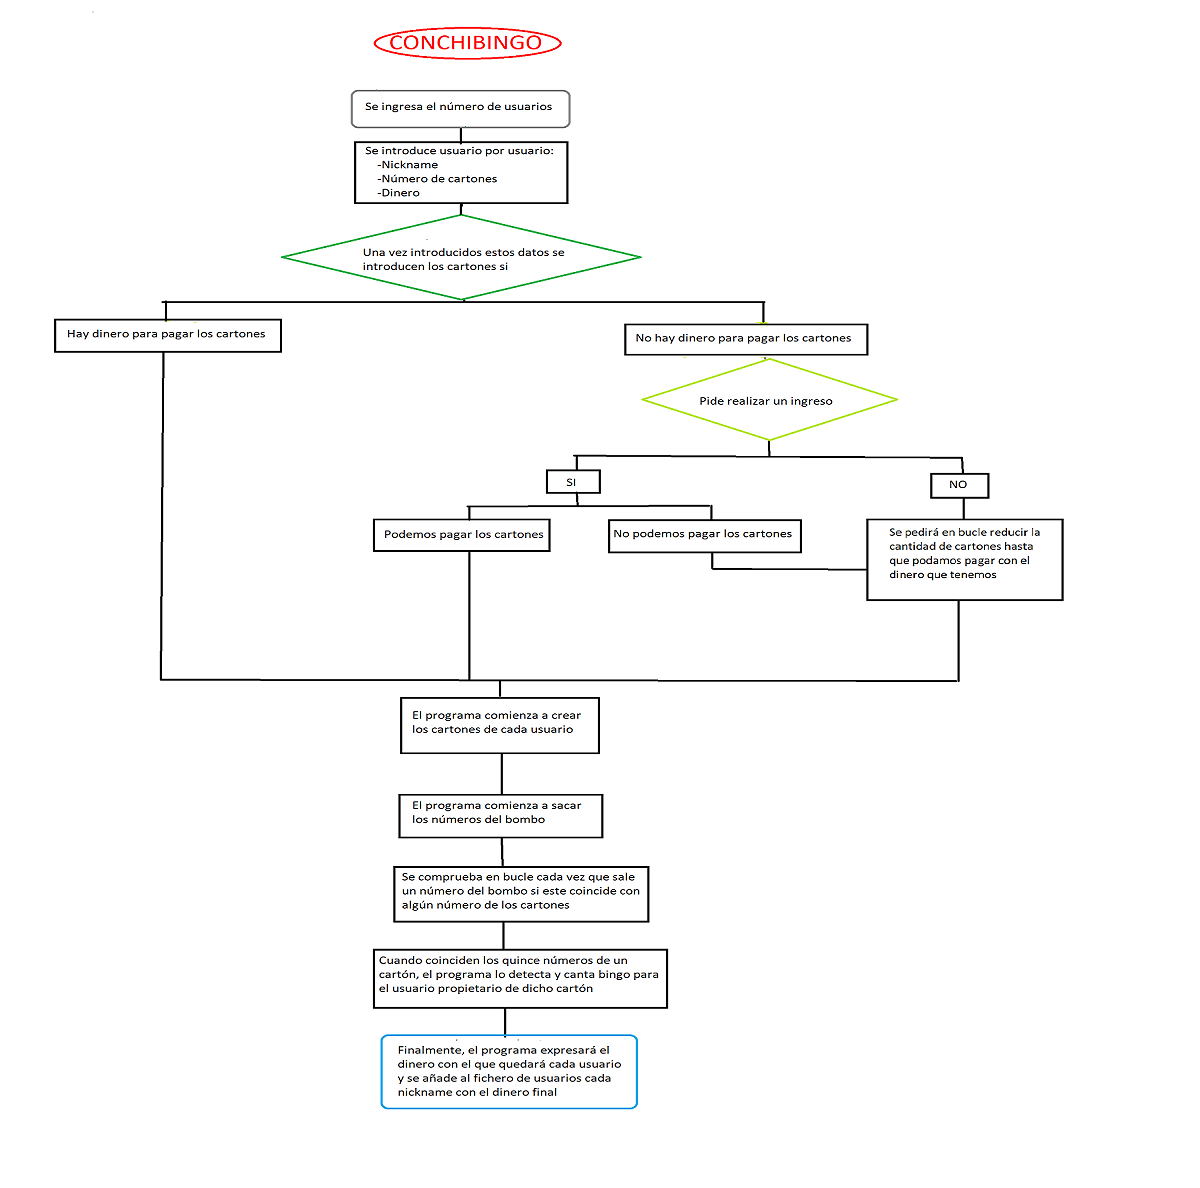 CONCHIBINGO
Se ingresa el número de usuarios
Se introduce usuario por usuario:
-Nickname
-Número de cartones
-Dinero
Una vez introducidos estos datos se
introducen los cartones si
Hay dinero para pagar los cartones
No hay dinero para pagar los cartones
Pide realizar un ingreso
SI
NO
Podemos pagar los cartones
No podemos pagar los cartones
Se pedirá en bucle reducir la
cantidad de cartones hasta
que podamos pagar con el
dinero que tenemos
El programa comienza a crear
los cartones de cada usuario
El programa comienza a sacar
los números del bombo
Se comprueba en bucle cada vez que sale
un número del bombo si este coincide con
algún número de los cartones
Cuando coinciden los quince números de un
cartón, el programa lo detecta y canta bingo para
el usuario propietario de dicho cartón
Finalmente, el programa expresará el
dinero con el que quedará cada usuario
y se añade al fichero de usuarios cada
nickname con el dinero final